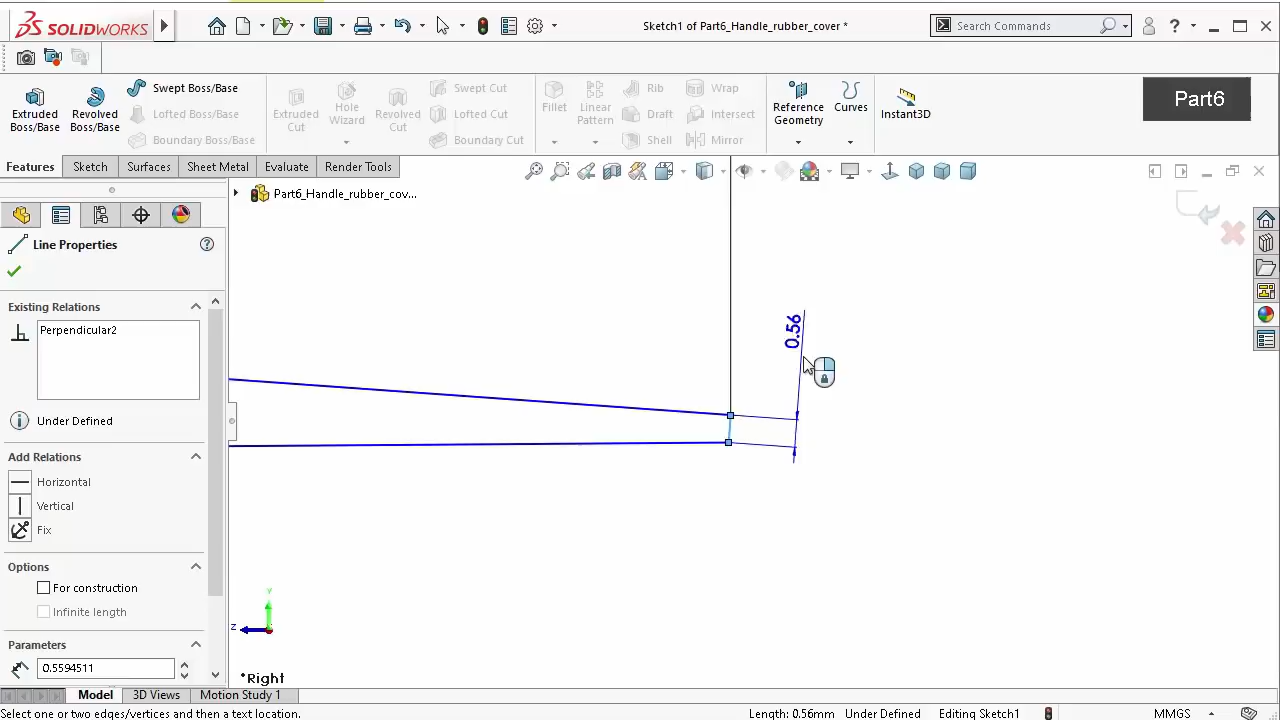 SOLIDWORKS
Sketch1 of Part6_Handle_rubber_cover *
Search Commands
?
Extruded Boss/Base
Revolved Boss/Base
Swept Boss/Base
Lofted Boss/Base
Boundary Boss/Base
Extruded Cut
Hole Wizard
Revolved Cut
Swept Cut
Lofted Cut
Boundary Cut
Fillet
Linear Pattern
Rib
Draft
Shell
Wrap
Intersect
Mirror
Reference Geometry
Curves
Instant3D
Part6
Features
Sketch
Surfaces
Sheet Metal
Evaluate
Render Tools
Part6_Handle_rubber_cov...
Line Properties
?
Existing Relations
Perpendicular2
Under Defined
Add Relations
Horizontal
Vertical
Fix
Options
For construction
Infinite length
Parameters
0.5594511
0.56
Y
Z
*Right
Model
3D Views
Motion Study 1
Select one or two edges/vertices and then a text location.
Length: 0.56mm
Under Defined
Editing Sketch1
MMGS